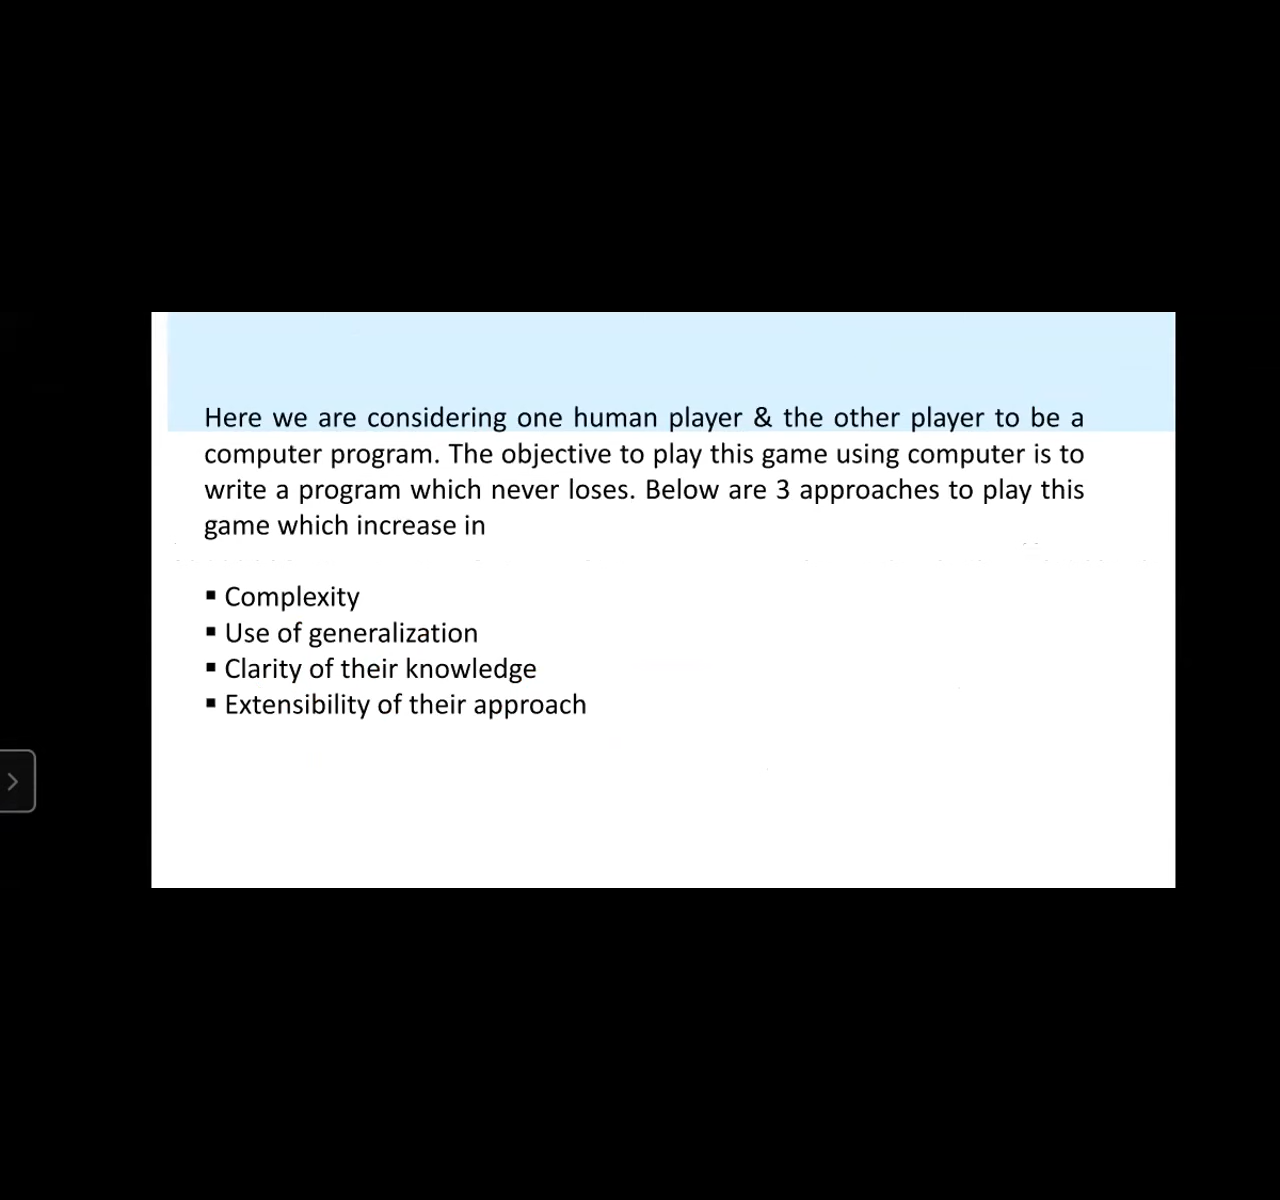 Here we are considering one human player & the other player to be a
computer program. The objective to play this game using computer is to
write a program which never loses. Below are 3 approaches to play this
game which increase in
▪ Complexity
▪ Use of generalization
▪ Clarity of their knowledge
▪ Extensibility of their approach